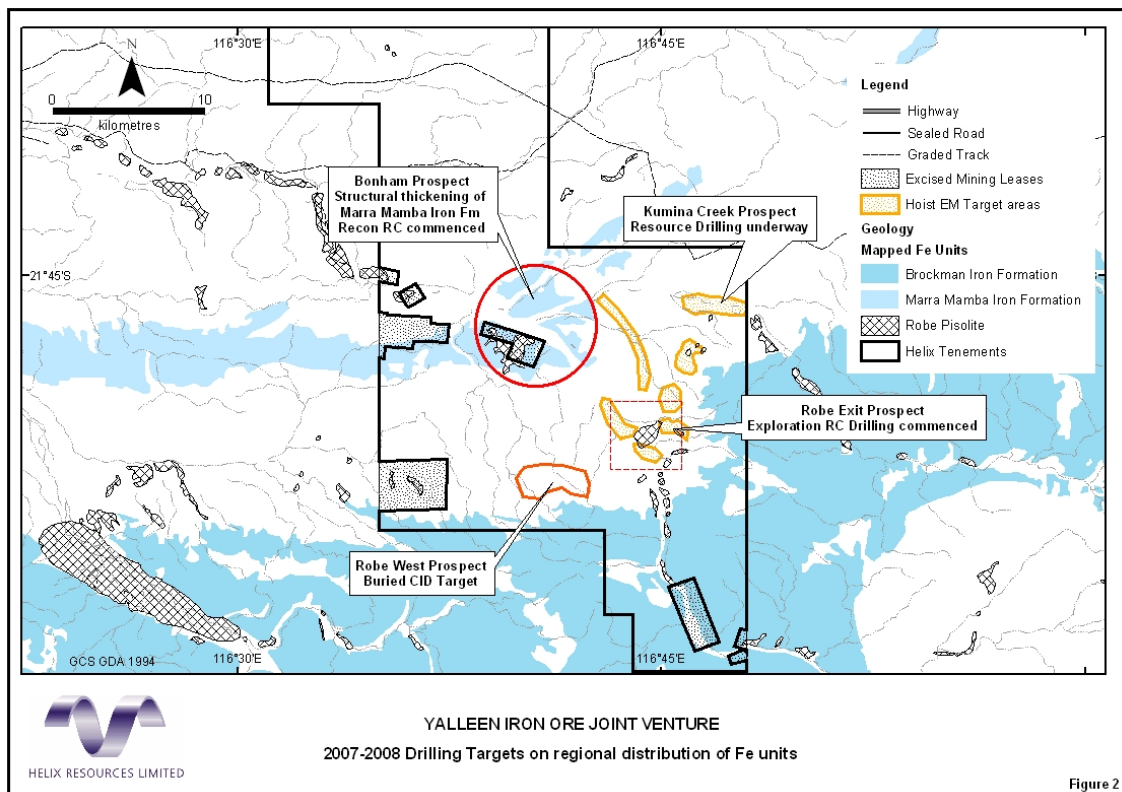 116°30'E
116°45'E
N
0 10
kilometres
Legend
Highway
Sealed Road
Graded Track
Excised Mining Leases
Hoist EM Target areas
Geology
Mapped Fe Units
Brockman Iron Formation
Marra Mamba Iron Formation
Robe Pisolite
Helix Tenements
Bonham Prospect
Structural thickening of
Marra Mamba Iron Fm
Recon RC commenced
Kumina Creek Prospect
Resource Drilling underway
21°45'S
Robe Exit Prospect
Exploration RC Drilling commenced
Robe West Prospect
Buried CID Target
GCS GDA 1994
116°30'E
116°45'E
HELIX RESOURCES LIMITED
YALLEEN IRON ORE JOINT VENTURE
2007-2008 Drilling Targets on regional distribution of Fe units
Figure 2